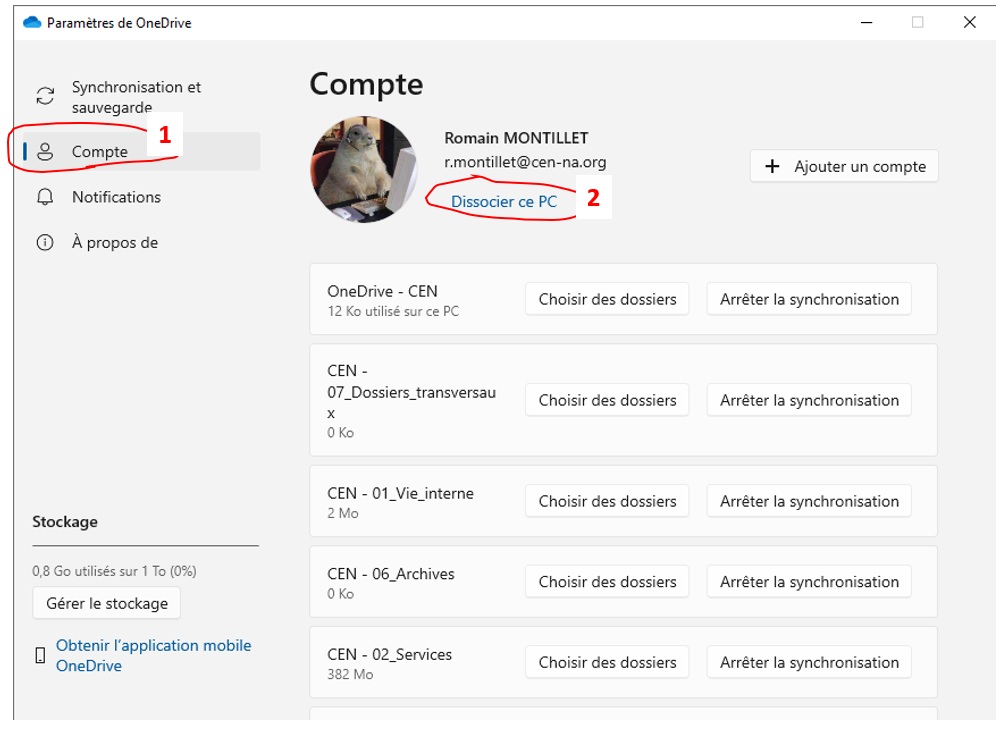 Paramètres de OneDrive
Synchronisation et
sauvegarde
Compte
1
Notifications
À propos de
Stockage
0,8 Go utilisés sur 1 To (0%)
Gérer le stockage
Obtenir l’application mobile
OneDrive
Compte
Romain MONTILLET
r.montillet@cen-na.org
Dissocier ce PC
2
Ajouter un compte
OneDrive - CEN
12 Ko utilisé sur ce PC
Choisir des dossiers
Arrêter la synchronisation
CEN -
07_Dossiers_transversau
x
0 Ko
Choisir des dossiers
Arrêter la synchronisation
CEN - 01_Vie_interne
2 Mo
Choisir des dossiers
Arrêter la synchronisation
CEN - 06_Archives
0 Ko
Choisir des dossiers
Arrêter la synchronisation
CEN - 02_Services
382 Mo
Choisir des dossiers
Arrêter la synchronisation